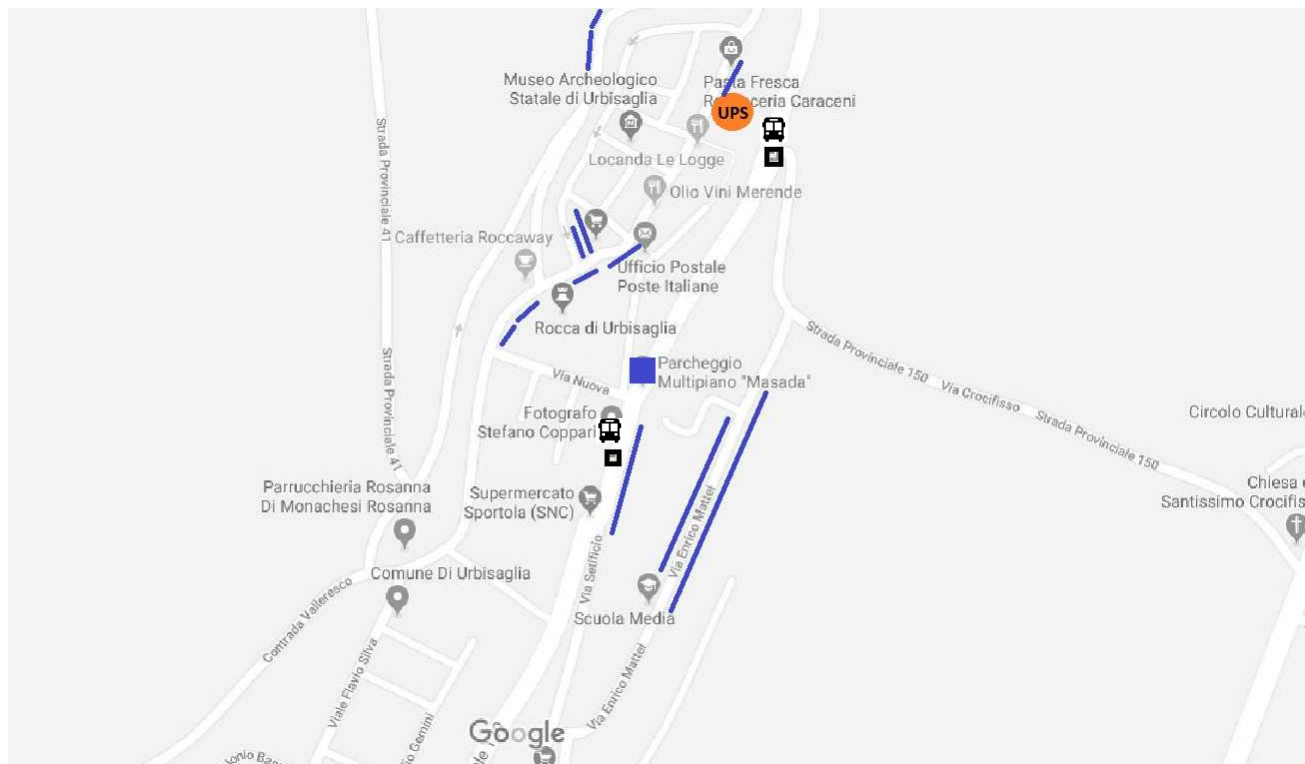 Museo Archeologico
Statale di Urbisaglia
Pasta Fresca
UPS
Strada Provinciale 41
Locanda Le Logge
Olio Vini Merende
Caffetteria Roccaway
Ufficio Postale
Poste Italiane
Rocca di Urbisaglia
Strada Provinciale 150
Via Crocifisso
Strada Provinciale 150
Strada Provinciale 41
Via Nuova
Parcheggio
Multipiano "Masada"
Fotografo
Stefano Coppari
Circolo Culturale
Parrucchieria Rosanna
Di Monachesi Rosanna
Supermercato
Sportola (SNC)
Chiesa
Santissimo Crocifis
Via Setificio
Via Enrico Mattei
Comune Di Urbisaglia
Scuola Media
Contrada Valleresco
Viale Flavio Silva
Via Enrico Mattei
Gemini
Google